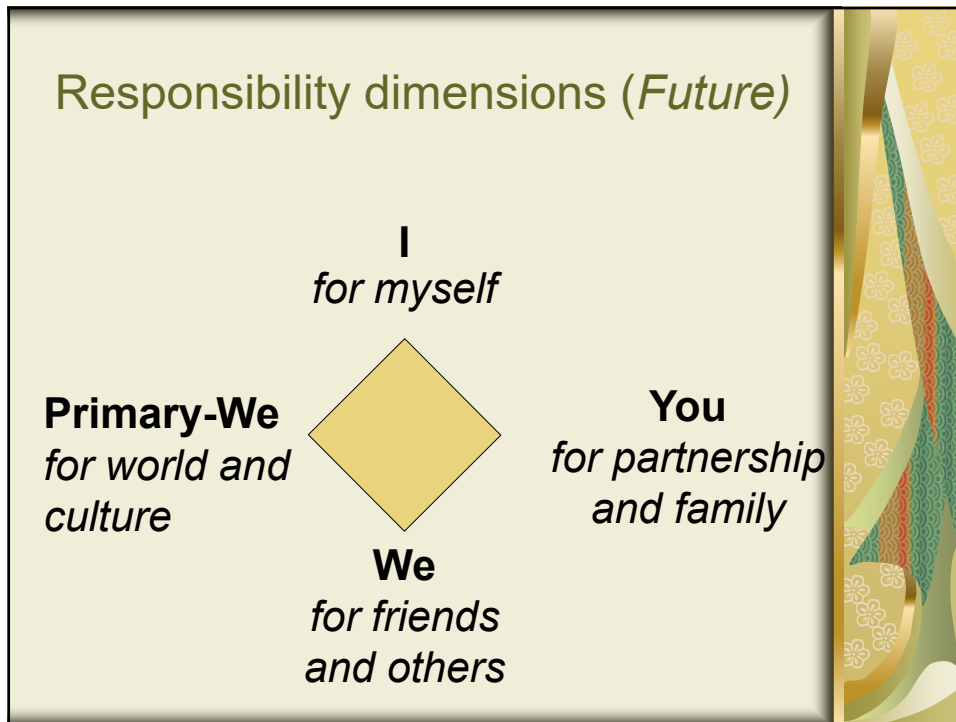 Responsibility dimensions (Future)
I
for myself
Primary-We
for world and
culture
You
for partnership
and family
We
for friends
and others